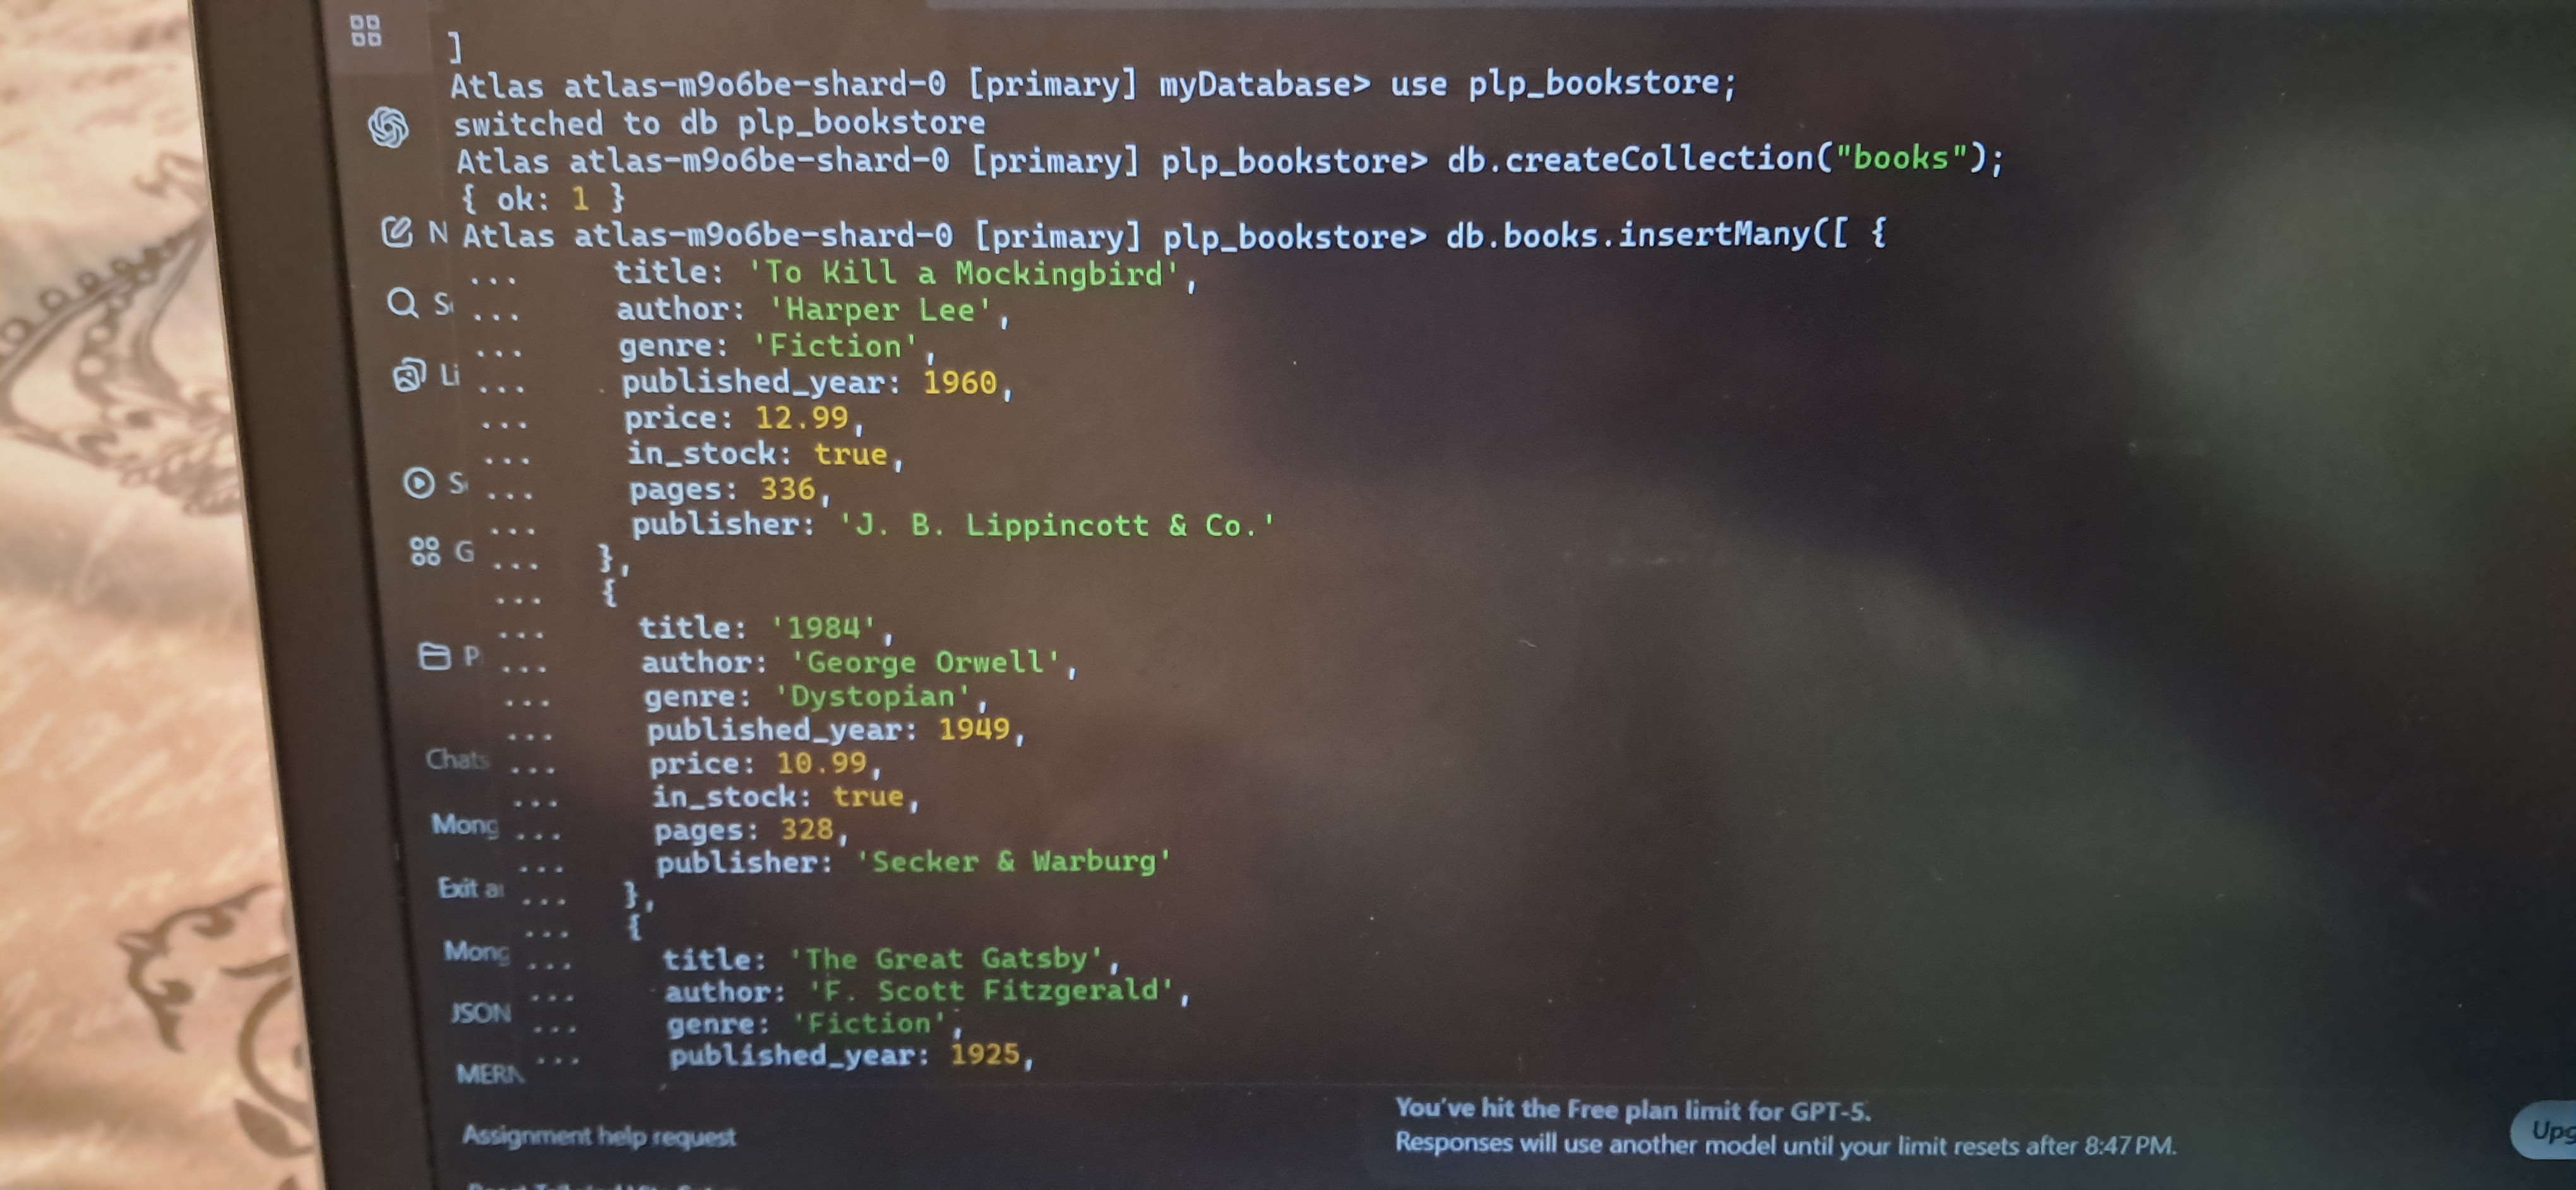 ]
Atlas atlas-m9o6be-shard-0 [primary] myDatabase> use plp_bookstore;
switched to db plp_bookstore
Atlas atlas-m9o6be-shard-0 [primary] plp_bookstore> db.createCollection("books");
{ ok: 1 }
N Atlas atlas-m9o6be-shard-0 [primary] plp_bookstore> db.books.insertMany([ {
... title: 'To Kill a Mockingbird',
S ... author: 'Harper Lee',
... genre: 'Fiction',
Li ... published_year: 1960,
... price: 12.99,
... in_stock: true,
S ... pages: 336,
... publisher: 'J. B. Lippincott & Co.'
G ... },
... {
... title: '1984',
P ... author: 'George Orwell',
... genre: 'Dystopian',
... published_year: 1949,
Chats ... price: 10.99,
... in_stock: true,
Mong ... pages: 328,
... publisher: 'Secker & Warburg'
Exit a ... },
... {
Mong ... title: 'The Great Gatsby',
... author: 'F. Scott Fitzgerald',
JSON ... genre: 'Fiction',
MERN ... published_year: 1925,
Assignment help request
You've hit the Free plan limit for GPT-5.
Responses will use another model until your limit resets after 8:47 PM.
Upg